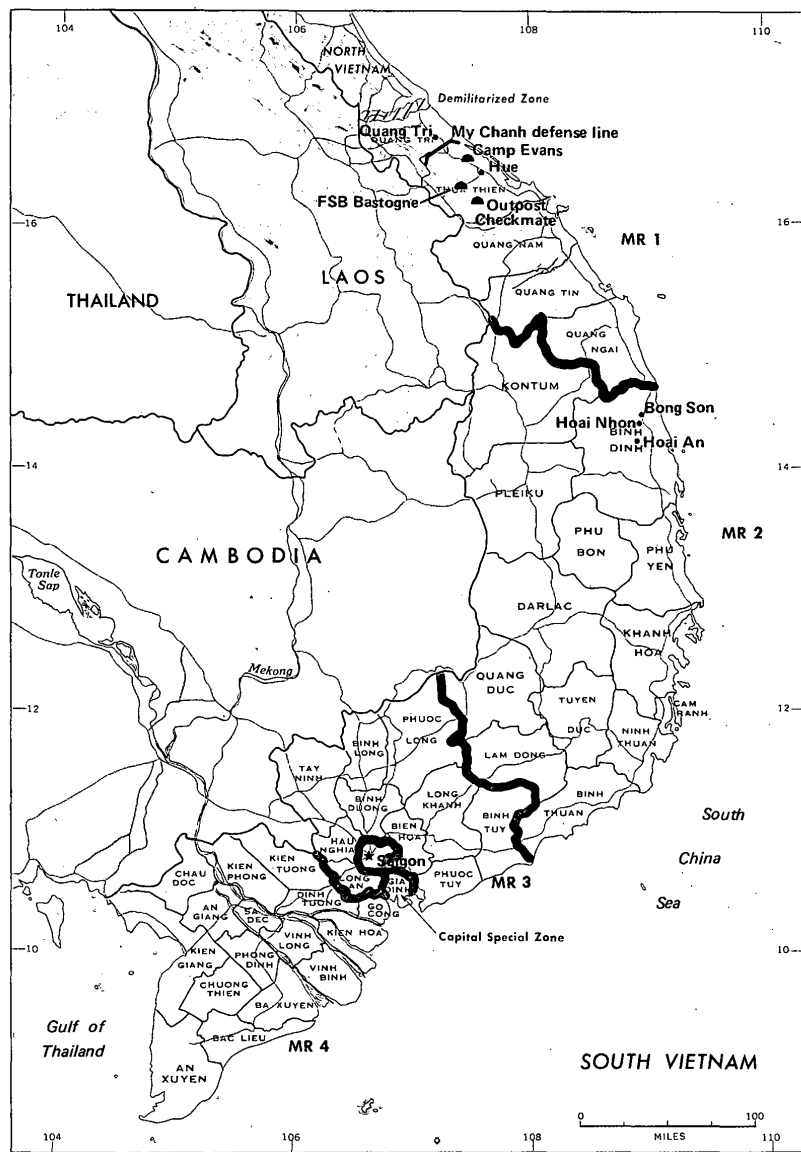 104
106
108
110
NORTH
VIETNAM
Demilitarized Zone
Quang Tri
My Chanh defense line
QUANG TRI
Camp Evans
Hue
THUA THIEN
FSB Bastogne
Outpost
Checkmate
16
16
QUANG NAM
MR 1
LAOS
THAILAND
QUANG TIN
QUANG
NGAI
KONTUM
Bong Son
Hoai Nhon
BINH
DINH
Hoai An
14
14
PLEIKU
PHU
BON
PHU
YEN
MR 2
CAMBODIA
Tonle
Sap
DARLAC
KHANH
HOA
Mekong
QUANG
DUC
TUYEN
DUC
CAM
RANH
12
12
PHUOC
LONG
BINH
LONG
NINH
THUAN
LAM DONG
TAY
NINH
LONG
KHANH
BINH
THUAN
BINH
DUONG
BINH
TUY
BIEN
HOA
South
China
Sea
HAU
NGHIA
Saigon
MR 3
PHUOC
TUY
LONG
AN
GIA
DINH
KIEN
TUONG
KIEN
PHONG
CHAU
DOC
DINH
TUONG
GO
CONG
AN
GIANG
SA
DEC
Capital Special Zone
VINH
LONG
KIEN HOA
10
10
KIEN
GIANG
PHONG
DINH
VINH
BINH
CHUONG
THIEN
BA XUYEN
Gulf of
Thailand
BAC LIEU
MR 4
AN
XUYEN
SOUTH VIETNAM
0
100
MILES
104
106
108
110